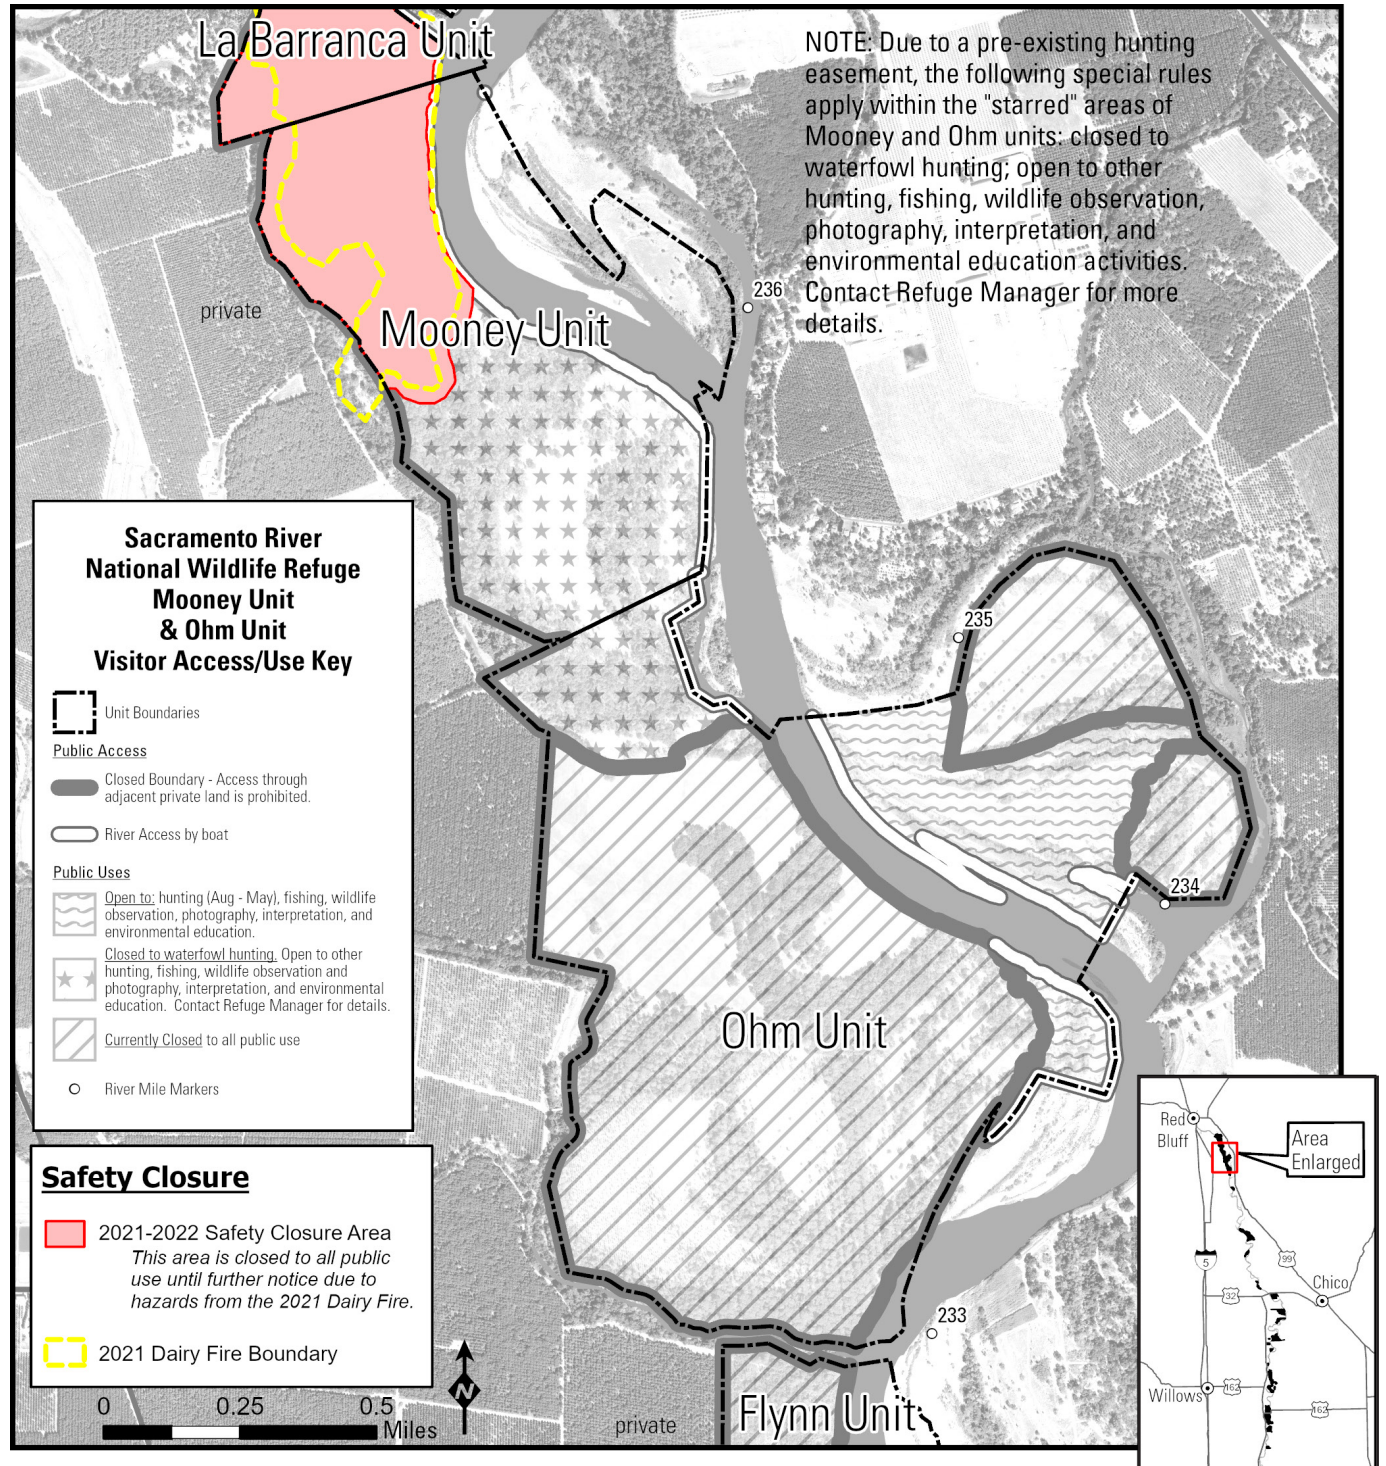 La Barranca Unit
NOTE: Due to a pre-existing hunting
easement, the following special rules
apply within the "starred" areas of
Mooney and Ohm units: closed to
waterfowl hunting; open to other
hunting, fishing, wildlife observation,
photography, interpretation, and
environmental education activities.
Contact Refuge Manager for more
details.
236
private
Mooney Unit
Sacramento River
National Wildlife Refuge
Mooney Unit
& Ohm Unit
Visitor Access/Use Key
Unit Boundaries
Public Access
Closed Boundary - Access through
adjacent private land is prohibited.
River Access by boat
Public Uses
Open to: hunting (Aug - May), fishing, wildlife
observation, photography, interpretation, and
environmental education.
Closed to waterfowl hunting. Open to other
hunting, fishing, wildlife observation and
photography, interpretation, and environmental
education. Contact Refuge Manager for details.
Currently Closed to all public use
River Mile Markers
235
234
Ohm Unit
Safety Closure
2021-2022 Safety Closure Area
This area is closed to all public
use until further notice due to
hazards from the 2021 Dairy Fire.
2021 Dairy Fire Boundary
233
0 0.25 0.5
Miles
N
private
Flynn Unit
Red
Bluff
Area
Enlarged
5
99
Chico
32
Willows
162
162